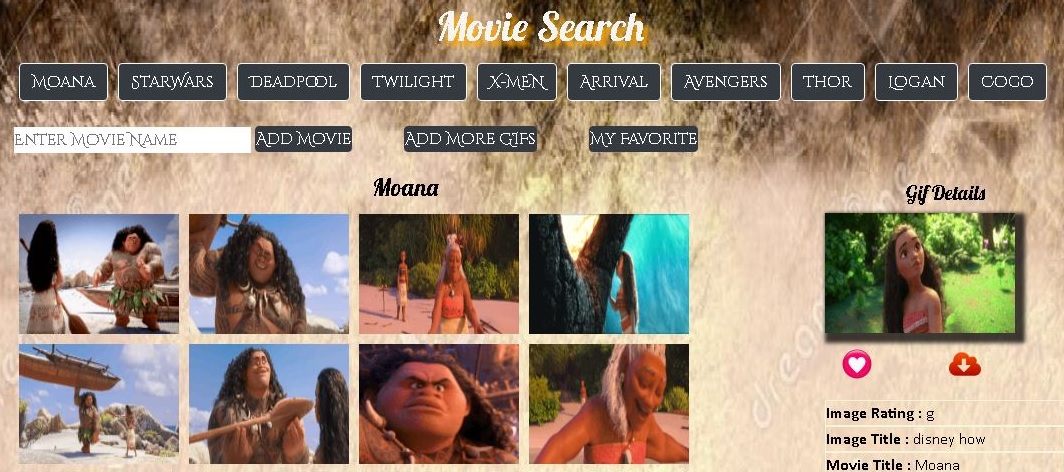 Movie Search
MOANA STARWARS DEADPOOL TWILIGHT X-MEN ARRIVAL AVENGERS THOR LOGAN COCO
ENTER MOVIE NAME ADD MOVIE ADD MORE GIFS MY FAVORITE
Moana
Gif Details
Image Rating : g
Image Title : disney how
Movie Title : Moana